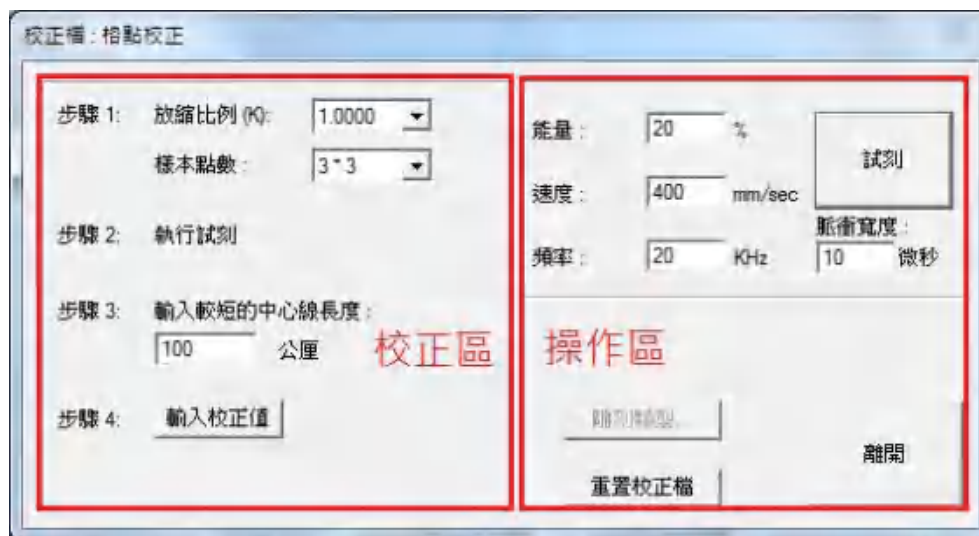 校正檔 : 格點校正
步驟 1: 放縮比例 (K): 1.0000
樣本點數 : 3 * 3
步驟 2: 執行試刻
步驟 3: 輸入較短的中心線長度 :
100 公厘
校正區
步驟 4: 輸入校正值
能量 : 20 %
試刻
速度 : 400 mm/sec
脈衝寬度 :
頻率 : 20 KHz 10 微秒
操作區
離開
重置校正檔